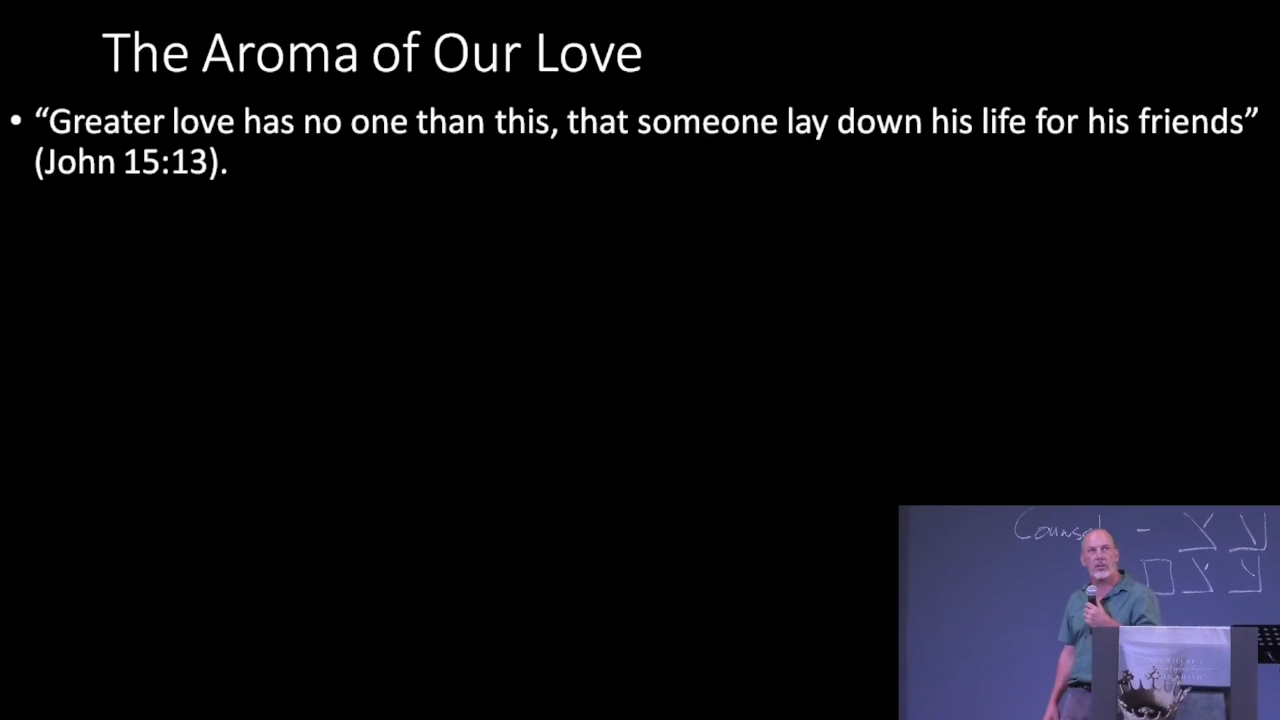 The Aroma of Our Love
• “Greater love has no one than this, that someone lay down his life for his friends”
(John 15:13).